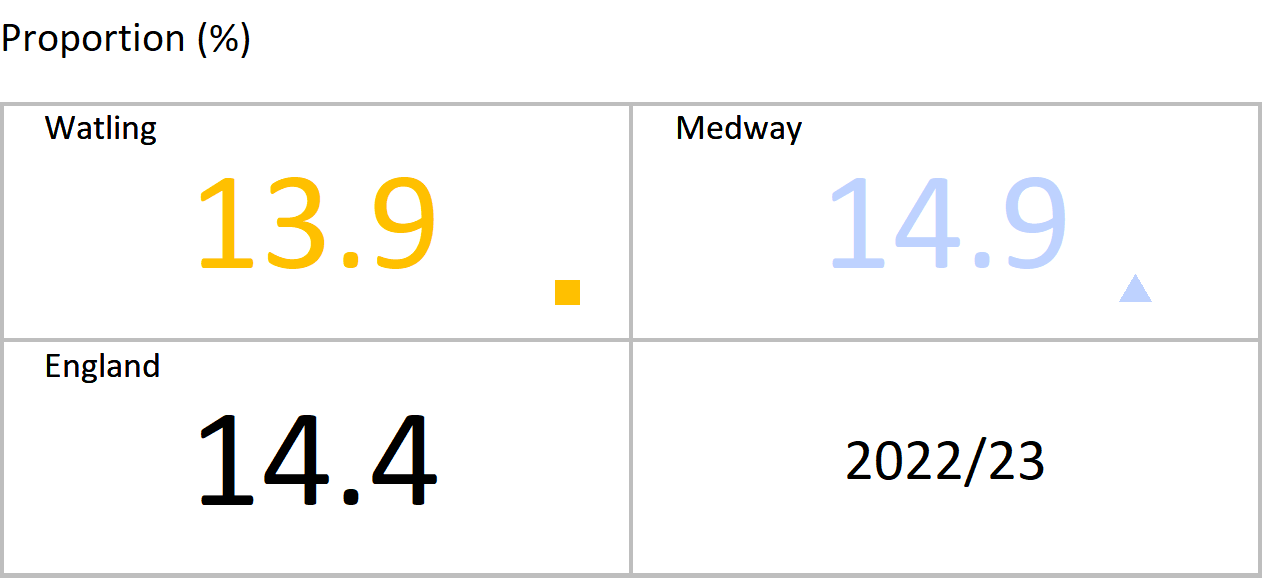 Proportion (%)
Watling
13.9
Medway
14.9
England
14.4
2022/23